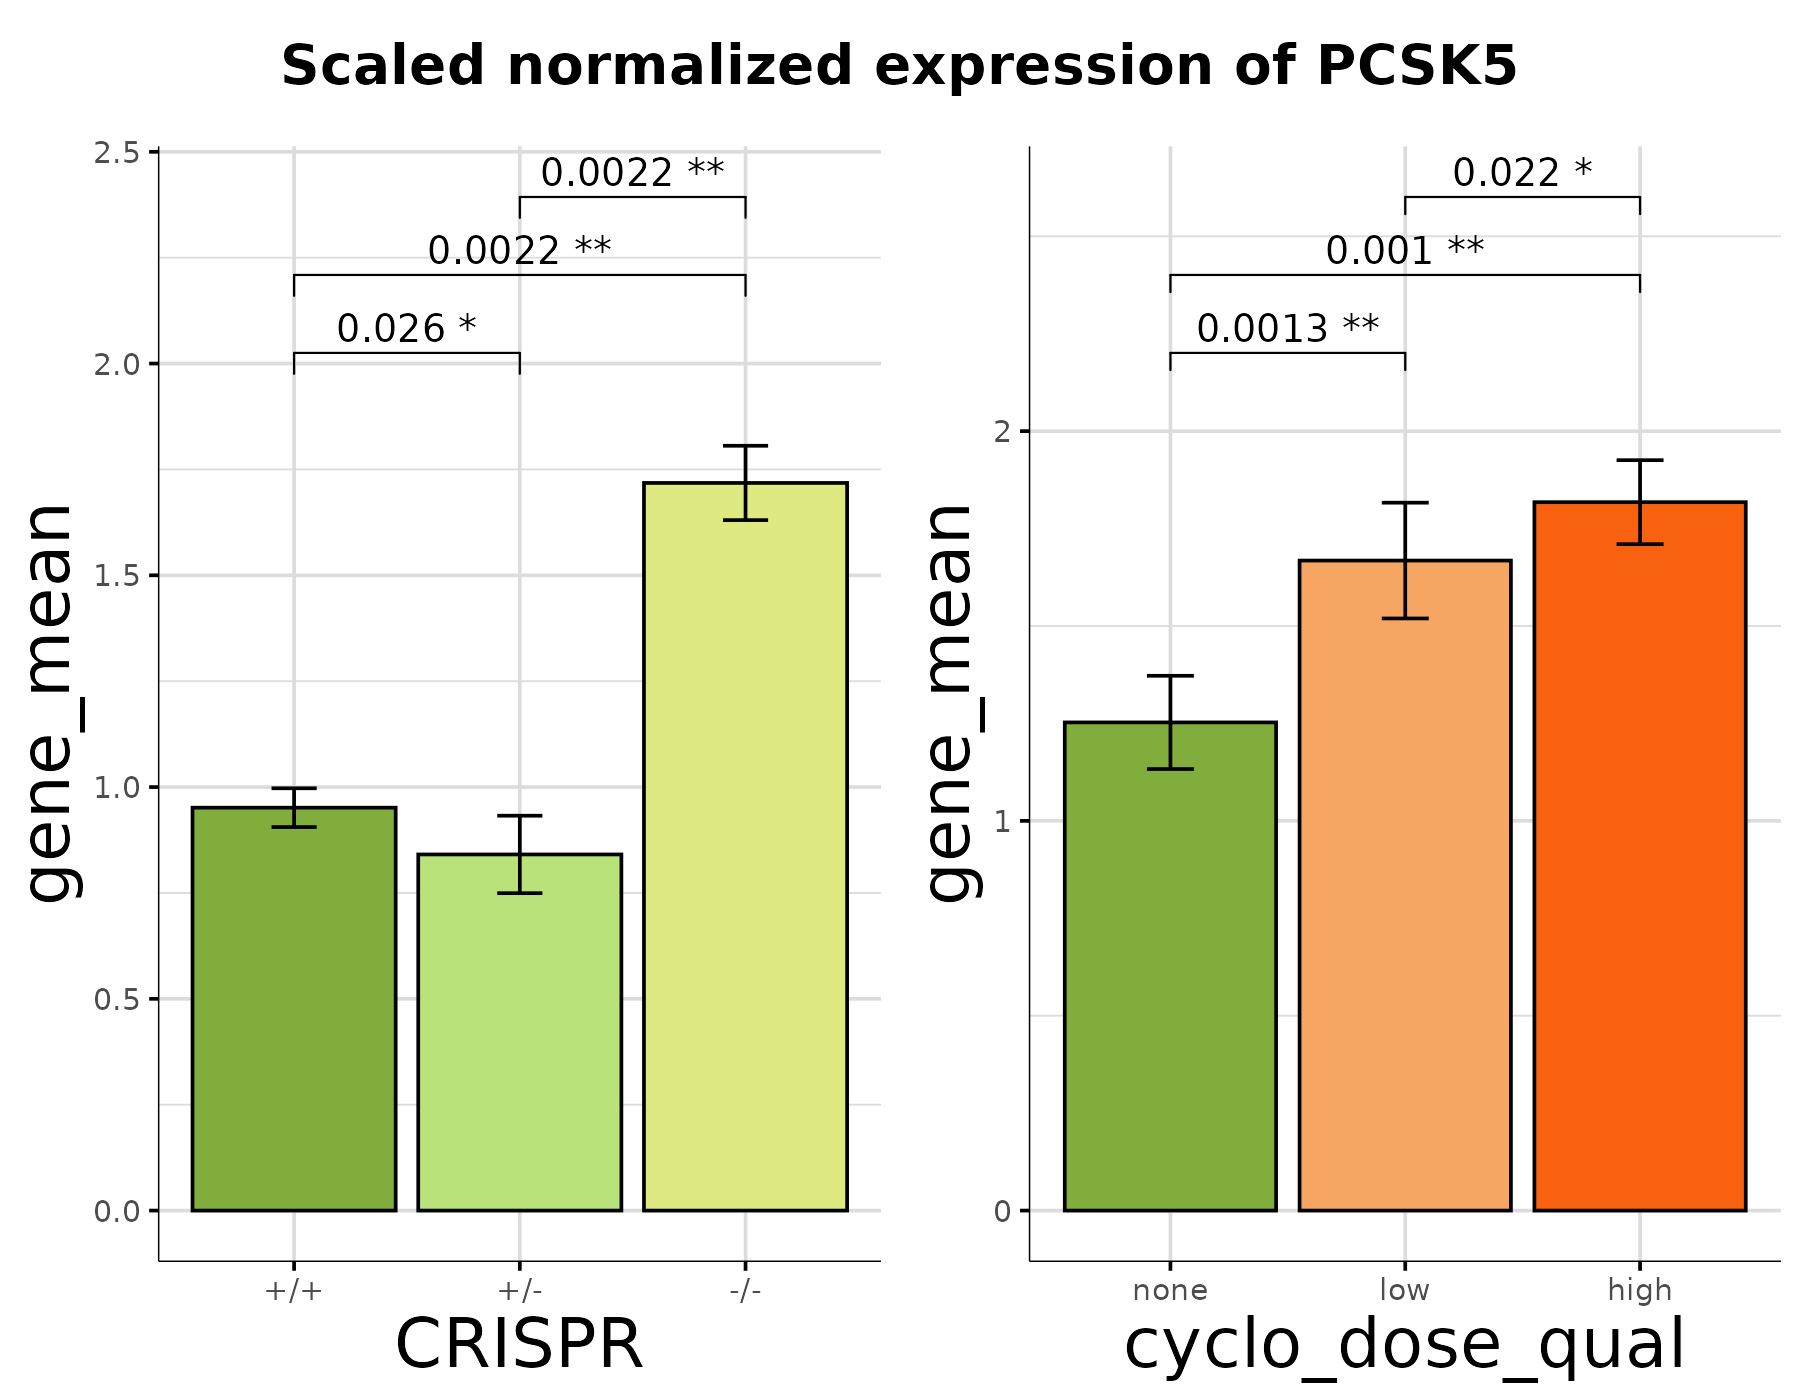 Scaled normalized expression of PCSK5
gene_mean
2.5
2.0
1.5
1.0
0.5
0.0
0.0022 **
0.0022 **
0.026 *
+/+ +/- -/-
CRISPR
gene_mean
2
1
0
0.022 *
0.001 **
0.0013 **
none low high
cyclo_dose_qual